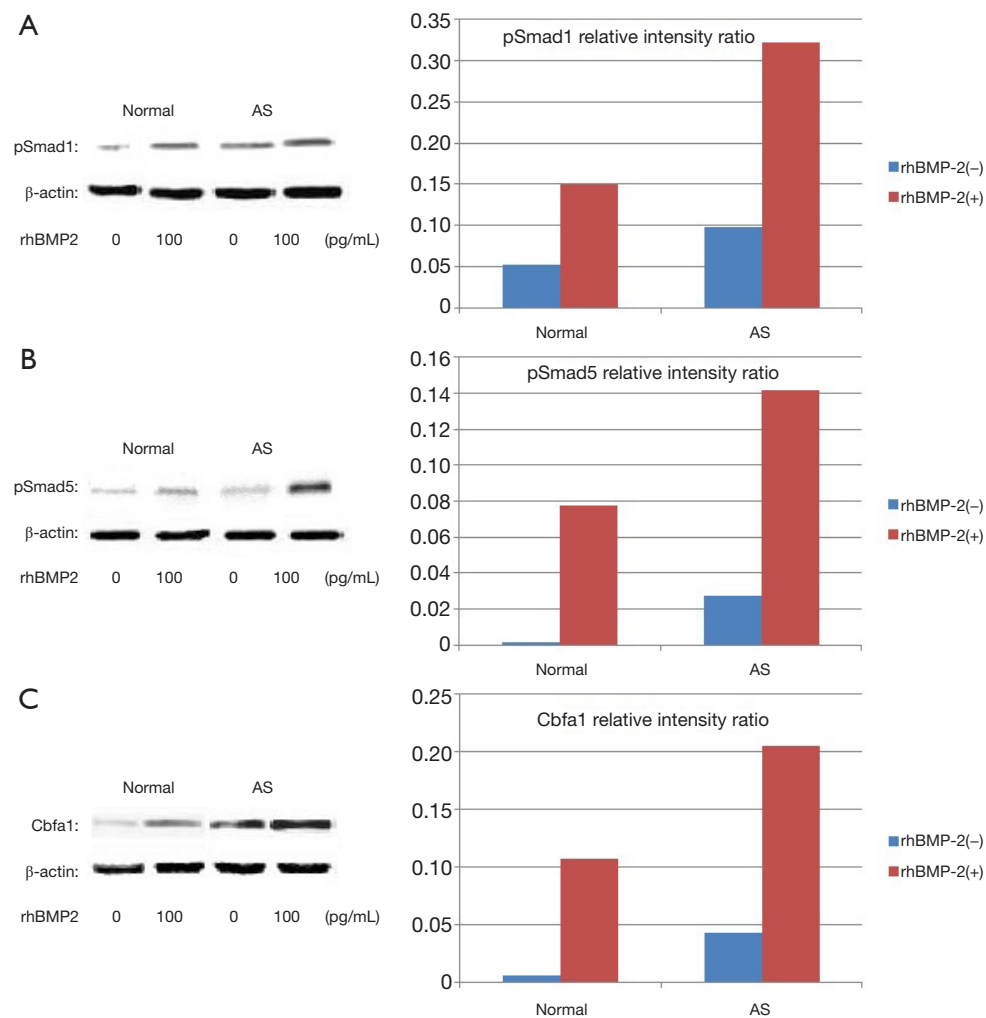 A
Normal AS
pSmad1:
β-actin:
rhBMP2 0 100 0 100 (pg/mL)
pSmad1 relative intensity ratio
0.35
0.30
0.25
0.20
0.15
0.10
0.05
0
Normal AS
rhBMP-2(−)
rhBMP-2(+)
B
Normal AS
pSmad5:
β-actin:
rhBMP2 0 100 0 100 (pg/mL)
pSmad5 relative intensity ratio
0.16
0.14
0.12
0.10
0.08
0.06
0.04
0.02
0
Normal AS
rhBMP-2(−)
rhBMP-2(+)
C
Normal AS
Cbfa1:
β-actin:
rhBMP2 0 100 0 100 (pg/mL)
Cbfa1 relative intensity ratio
0.25
0.20
0.15
0.10
0.05
0
Normal AS
rhBMP-2(−)
rhBMP-2(+)